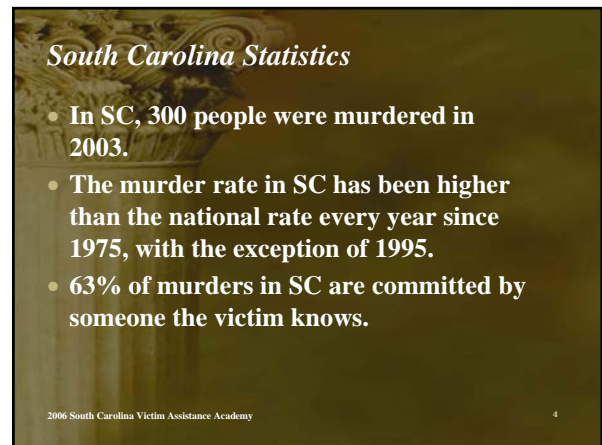 South Carolina Statistics
• In SC, 300 people were murdered in
2003.
• The murder rate in SC has been higher
than the national rate every year since
1975, with the exception of 1995.
• 63% of murders in SC are committed by
someone the victim knows.
2006 South Carolina Victim Assistance Academy
4